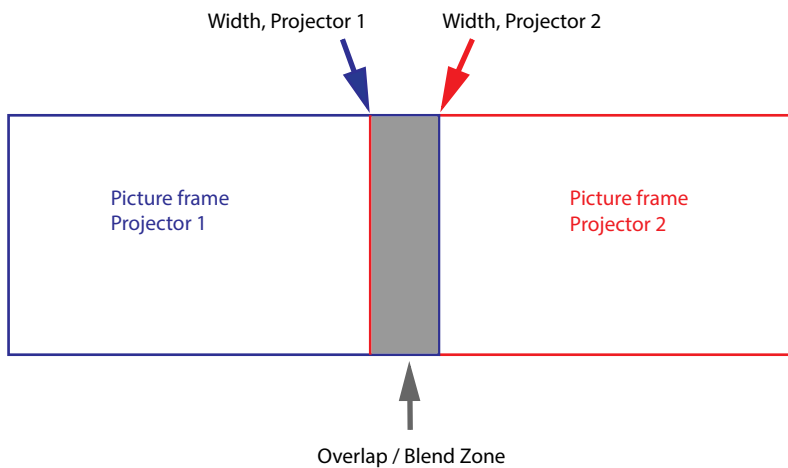 Width, Projector 1
Width, Projector 2
Picture frame
Projector 1
Picture frame
Projector 2
Overlap / Blend Zone